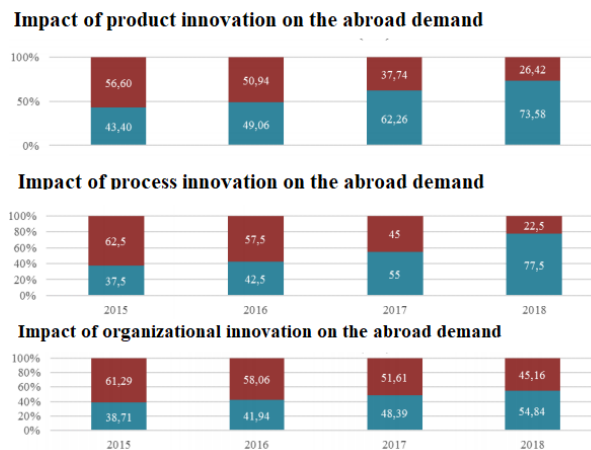 Impact of product innovation on the abroad demand
100%
56,60 50,94 37,74 26,42
50%
43,40 49,06 62,26 73,58
0%
Impact of process innovation on the abroad demand
100%
80% 62,5 57,5 45 22,5
60%
40%
20% 37,5 42,5 55 77,5
0%
2015 2016 2017 2018
Impact of organizational innovation on the abroad demand
100%
80% 61,29 58,06 51,61 45,16
60%
40%
20% 38,71 41,94 48,39 54,84
0%
2015 2016 2017 2018